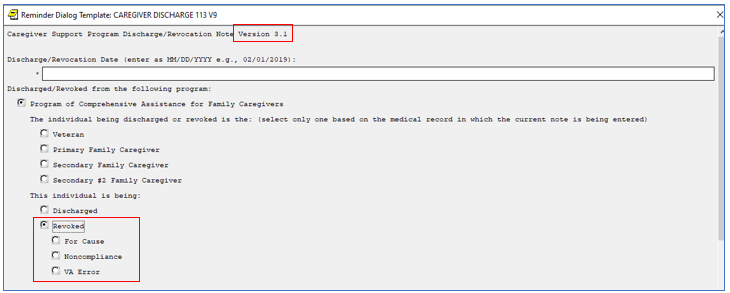 Reminder Dialog Template: CAREGIVER DISCHARGE 113 V9
Caregiver Support Program Discharge/Revocation Note Version 3.1
Discharge/Revocation Date (enter as MM/DD/YYYY e.g., 02/01/2019):
*
Discharged/Revoked from the following program:
Program of Comprehensive Assistance for Family Caregivers
The individual being discharged or revoked is the: (select only one based on the medical record in which the current note is being entered)
Veteran
Primary Family Caregiver
Secondary Family Caregiver
Secondary #2 Family Caregiver
This individual is being:
Discharged
Revoked
For Cause
Noncompliance
VA Error